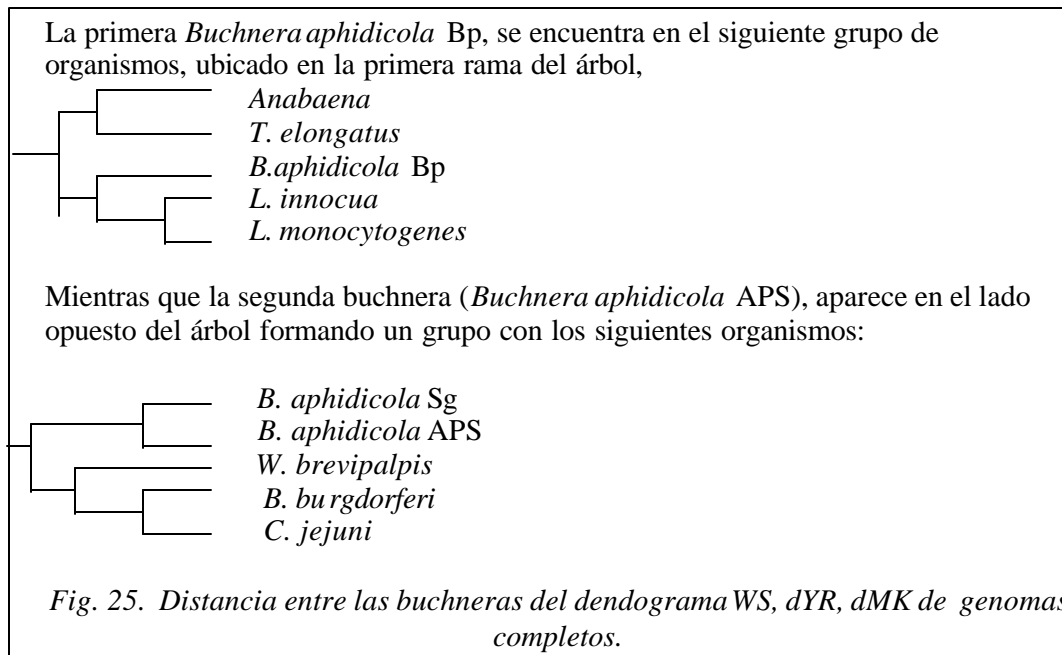 La primera Buchnera aphidicola Bp, se encuentra en el siguiente grupo de
organismos, ubicado en la primera rama del árbol,
Anabaena
T. elongatus
B.aphidicola Bp
L. innocua
L. monocytogenes
Mientras que la segunda buchnera (Buchnera aphidicola APS), aparece en el lado
opuesto del árbol formando un grupo con los siguientes organismos:
B. aphidicola Sg
B. aphidicola APS
W. brevipalpis
B. burgdorferi
C. jejuni
Fig. 25. Distancia entre las buchneras del dendograma WS, dYR, dMK de genomas
completos.